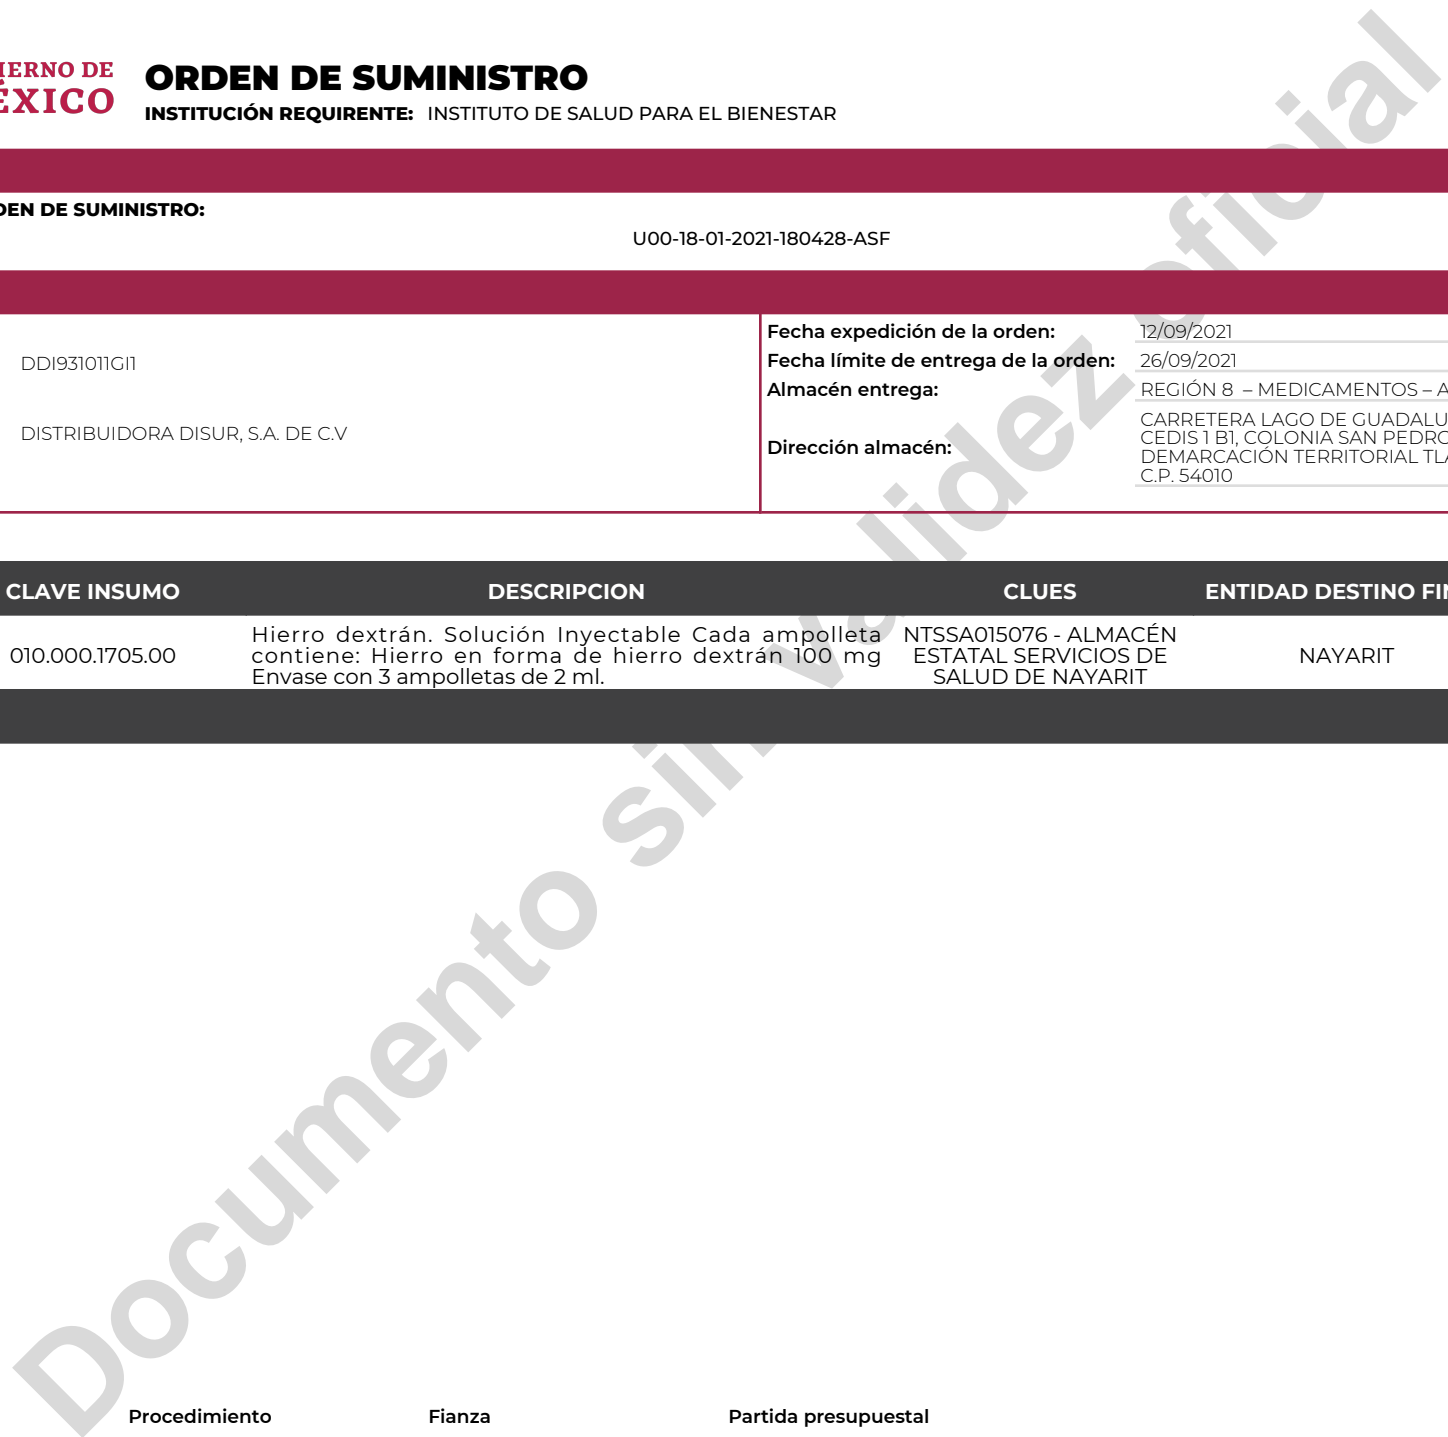 IERNO DE
ÉXICO
ORDEN DE SUMINISTRO
INSTITUCIÓN REQUIRENTE: INSTITUTO DE SALUD PARA EL BIENESTAR
DEN DE SUMINISTRO:
U00-18-01-2021-180428-ASF
DDI931011GI1
DISTRIBUIDORA DISUR, S.A. DE C.V
Fecha expedición de la orden: 12/09/2021
Fecha límite de entrega de la orden: 26/09/2021
Almacén entrega: REGIÓN 8 – MEDICAMENTOS – A
Dirección almacén:
CARRETERA LAGO DE GUADALU
CEDIS 1 B1, COLONIA SAN PEDRO
DEMARCACIÓN TERRITORIAL TLA
C.P. 54010
CLAVE INSUMO DESCRIPCION CLUES ENTIDAD DESTINO FIN
010.000.1705.00
Hierro dextrán. Solución Inyectable Cada ampolleta
contiene: Hierro en forma de hierro dextrán 100 mg
Envase con 3 ampolletas de 2 ml.
NTSSA015076 - ALMACÉN
ESTATAL SERVICIOS DE
SALUD DE NAYARIT
NAYARIT
Documento sin validez oficial
Procedimiento Fianza Partida presupuestal